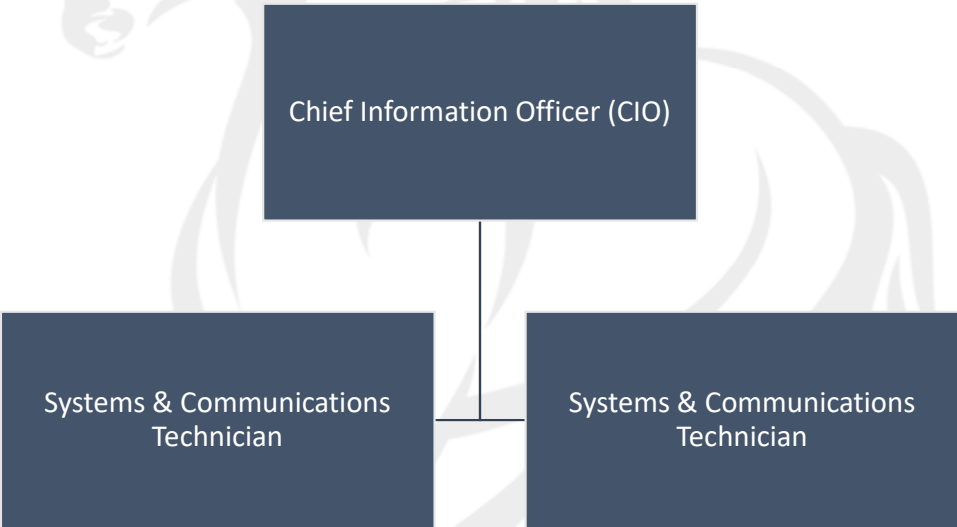 Chief Information Officer (CIO)
Systems & Communications
Technician
Systems & Communications
Technician